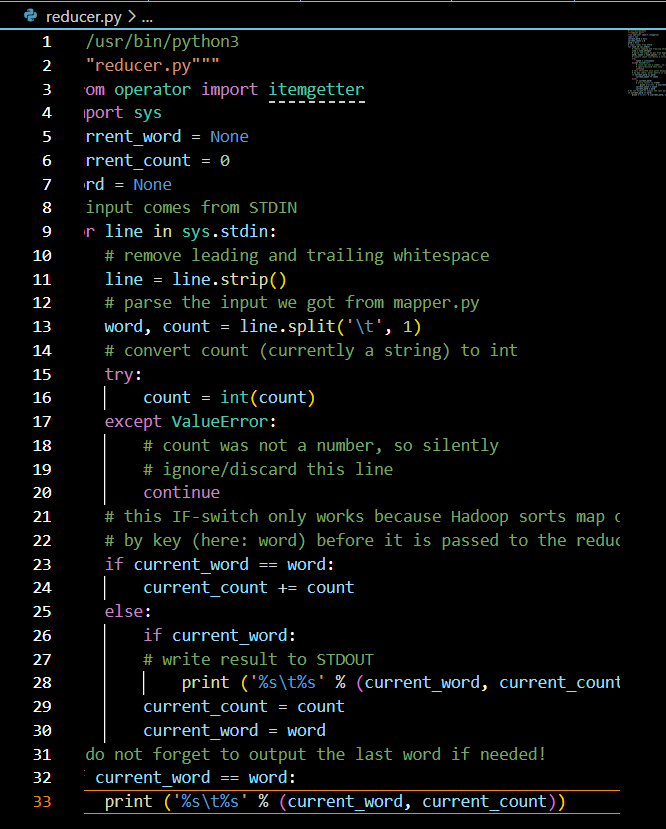 reducer.py > ...
1 /usr/bin/python3
2 "reducer.py"""
3 om operator import itemgetter
4 port sys
5 rrent_word = None
6 rrent_count = 0
7 rd = None
8 input comes from STDIN
9 r line in sys.stdin:
10 # remove leading and trailing whitespace
11 line = line.strip()
12 # parse the input we got from mapper.py
13 word, count = line.split('\t', 1)
14 # convert count (currently a string) to int
15 try:
16 count = int(count)
17 except ValueError:
18 # count was not a number, so silently
19 # ignore/discard this line
20 continue
21 # this IF-switch only works because Hadoop sorts map o
22 # by key (here: word) before it is passed to the reduc
23 if current_word == word:
24 current_count += count
25 else:
26 if current_word:
27 # write result to STDOUT
28 print ('%s\t%s' % (current_word, current_count
29 current_count = count
30 current_word = word
31 do not forget to output the last word if needed!
32 current_word == word:
33 print ('%s\t%s' % (current_word, current_count))